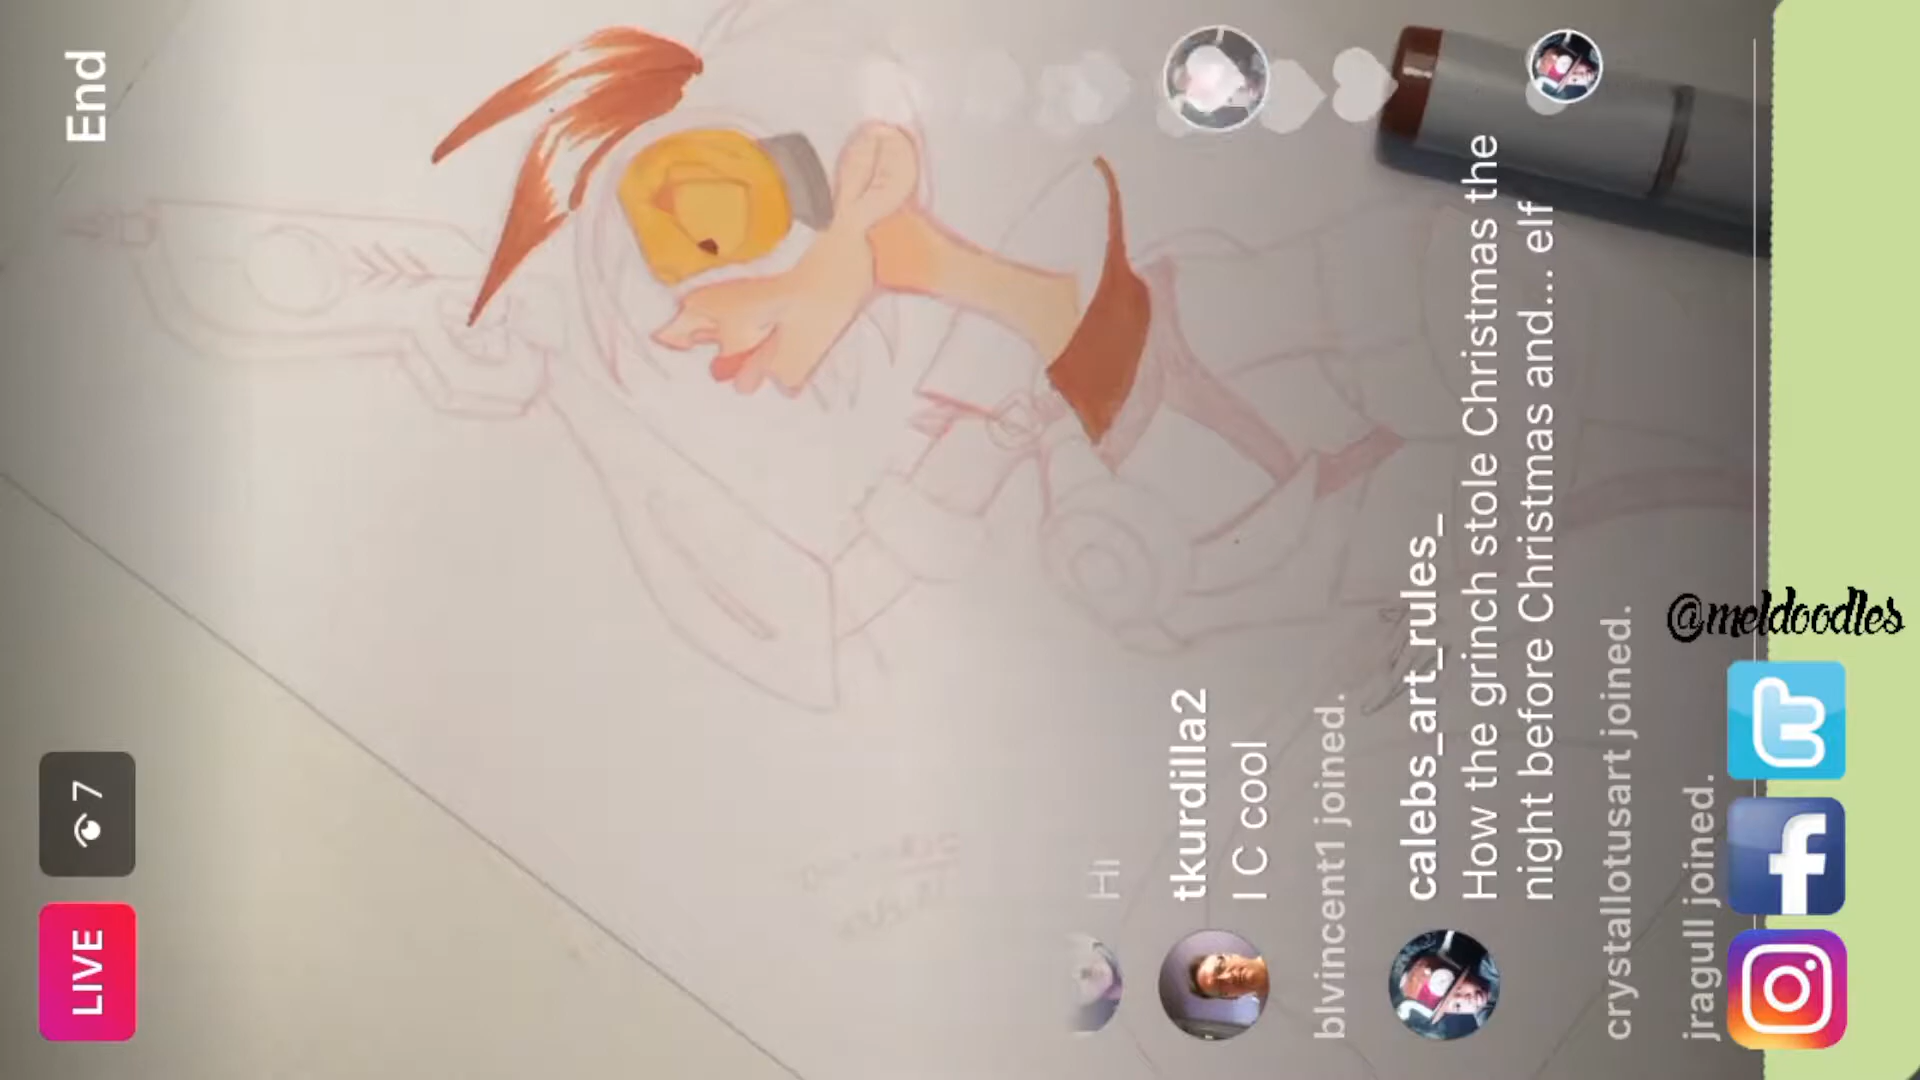 LIVE
7
End
Hi
tkurdilla2
I C cool
blvincent1 joined.
calebs_art_rules_
How the grinch stole Christmas the
night before Christmas and... elf
crystallotusart joined.
jragull joined.
@meldoodles